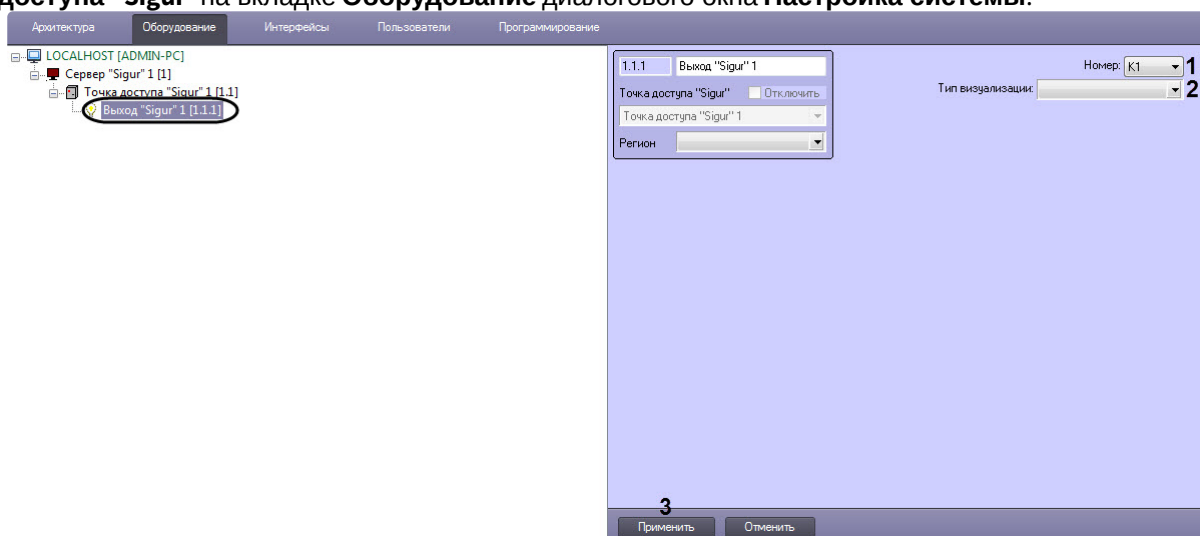 доступа "Sigur" на вкладке Оборудование диалогового окна Настройка системы.
Архитектура Оборудование Интерфейсы Пользователи Программирование
LOCALHOST [ADMIN-PC]
Сервер "Sigur" 1 [1]
Точка доступа "Sigur" 1 [1.1]
Выход "Sigur" 1 [1.1.1]
1.1.1 Выход "Sigur" 1
Точка доступа "Sigur" Отключить
Точка доступа "Sigur" 1
Регион
Номер: K1 1
Тип визуализации: 2
3
Применить Отменить